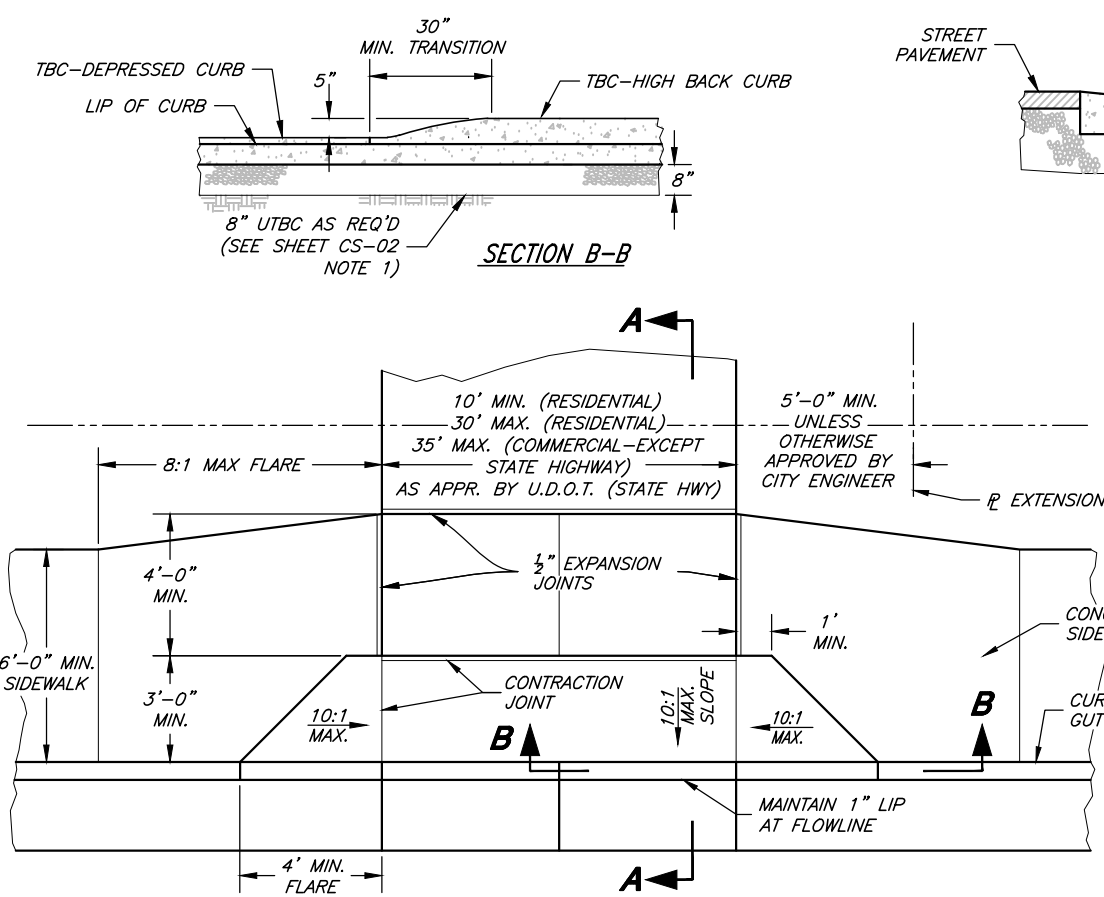 30"
MIN. TRANSITION
TBC-DEPRESSED CURB
5"
TBC-HIGH BACK CURB
LIP OF CURB
8"
8" UTBC AS REQ'D
(SEE SHEET CS-02
NOTE 1)
SECTION B-B
STREET
PAVEMENT
A
10' MIN. (RESIDENTIAL)
30' MAX. (RESIDENTIAL)
35' MAX. (COMMERCIAL-EXCEPT
STATE HIGHWAY)
AS APPR. BY U.D.O.T. (STATE HWY)
5'-0" MIN.
UNLESS
OTHERWISE
APPROVED BY
CITY ENGINEER
8:1 MAX FLARE
PL EXTENSION
4'-0"
MIN.
1/2" EXPANSION
JOINTS
1'
MIN.
CONC
SIDE
6'-0" MIN.
SIDEWALK
3'-0"
MIN.
CONTRACTION
JOINT
10:1
MAX.
SLOPE
10:1
MAX.
10:1
MAX.
B
B
CUR
GUT
MAINTAIN 1" LIP
AT FLOWLINE
4' MIN.
FLARE
A